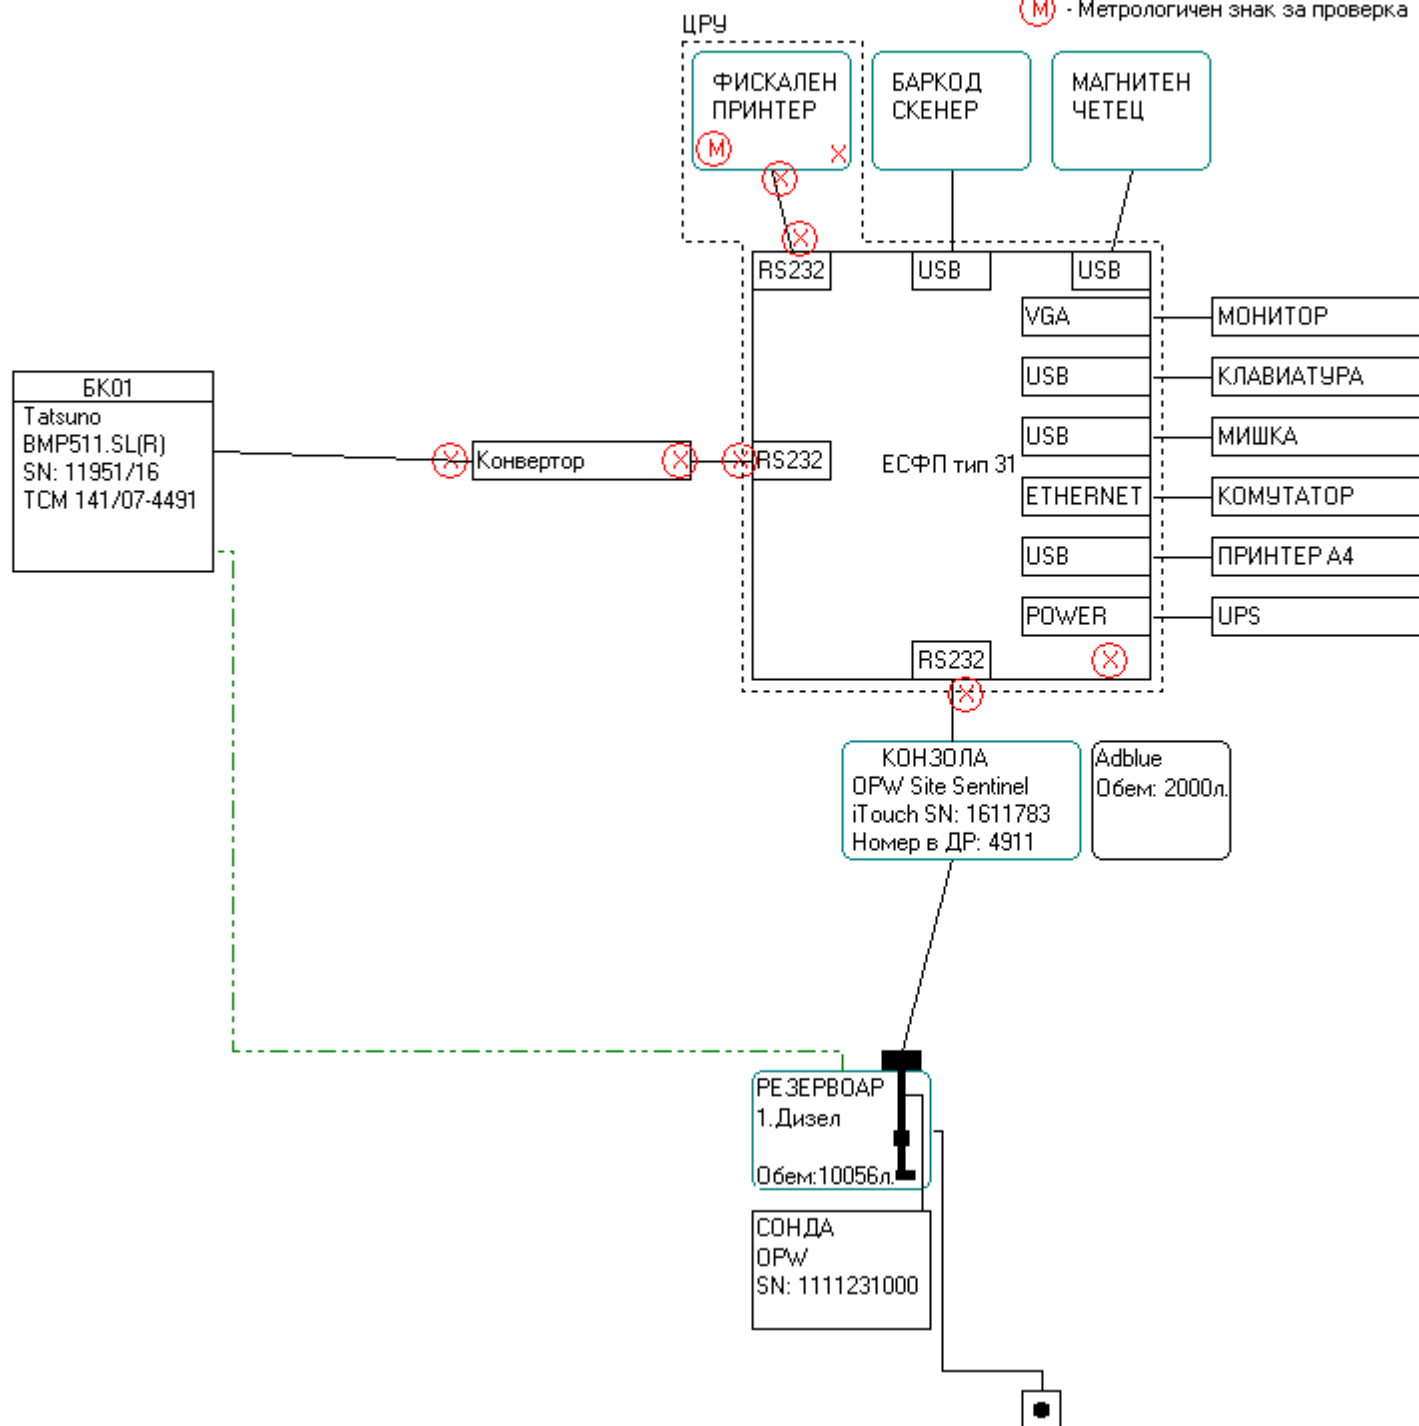 М - Метрологичен знак за проверка
ЦРУ
ФИСКАЛЕН
ПРИНТЕР
М
X
БАРКОД
СКЕНЕР
МАГНИТЕН
ЧЕТЕЦ
X
X
RS232
USB
USB
VGA
МОНИТОР
USB
КЛАВИАТУРА
USB
МИШКА
ETHERNET
КОМУТАТОР
USB
ПРИНТЕР А4
POWER
UPS
БК01
Tatsuno
BMP511.SL(R)
SN: 11951/16
ТСМ 141/07-4491
X
Конвертор
X
X
RS232
ЕСФП тип 31
RS232
X
X
КОНЗОЛА
OPW Site Sentinel
iTouch SN: 1611783
Номер в ДР: 4911
Adblue
Обем: 2000л.
РЕЗЕРВОАР
1.Дизел
Обем:10056л.
СОНДА
OPW
SN: 1111231000